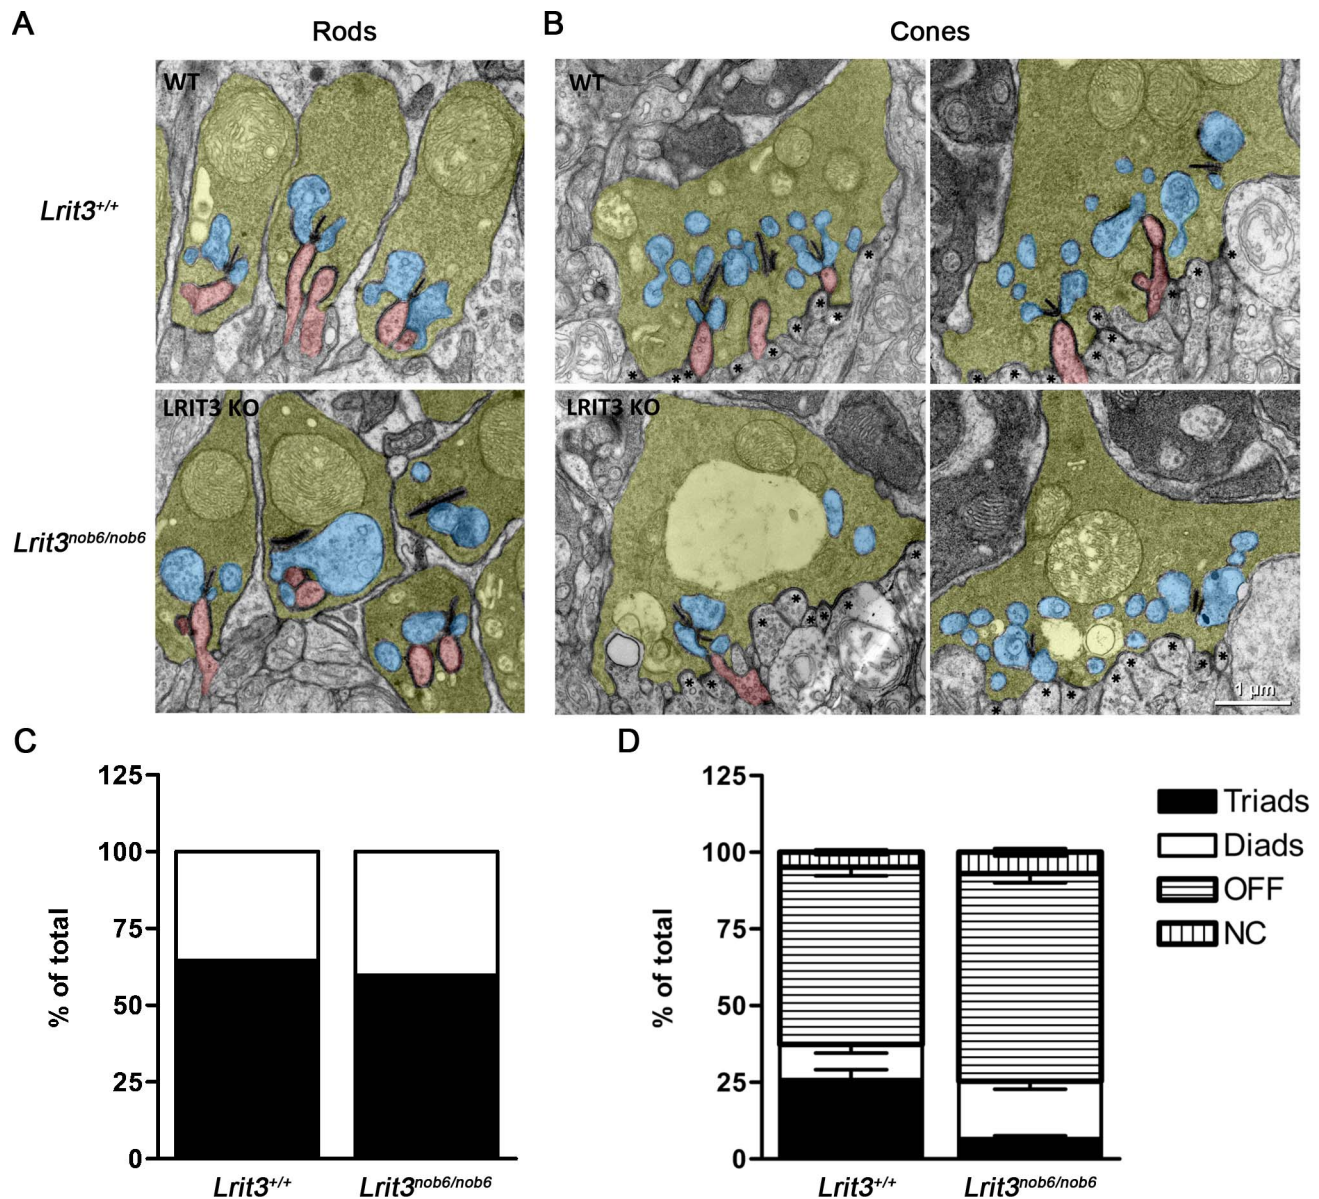 A
B
Rods
Cones
WT
WT
Lrit3+/+
LRIT3 KO
LRIT3 KO
Lrit3nob6/nob6
* * * * * * * *
* * * * * * * *
* * * * * * * *
* * * * * * * *
1 µm
C
D
125
100
75
50
25
0
% of total
Lrit3+/+
Lrit3nob6/nob6
125
100
75
50
25
0
% of total
Lrit3+/+
Lrit3nob6/nob6
Triads
Diads
OFF
NC